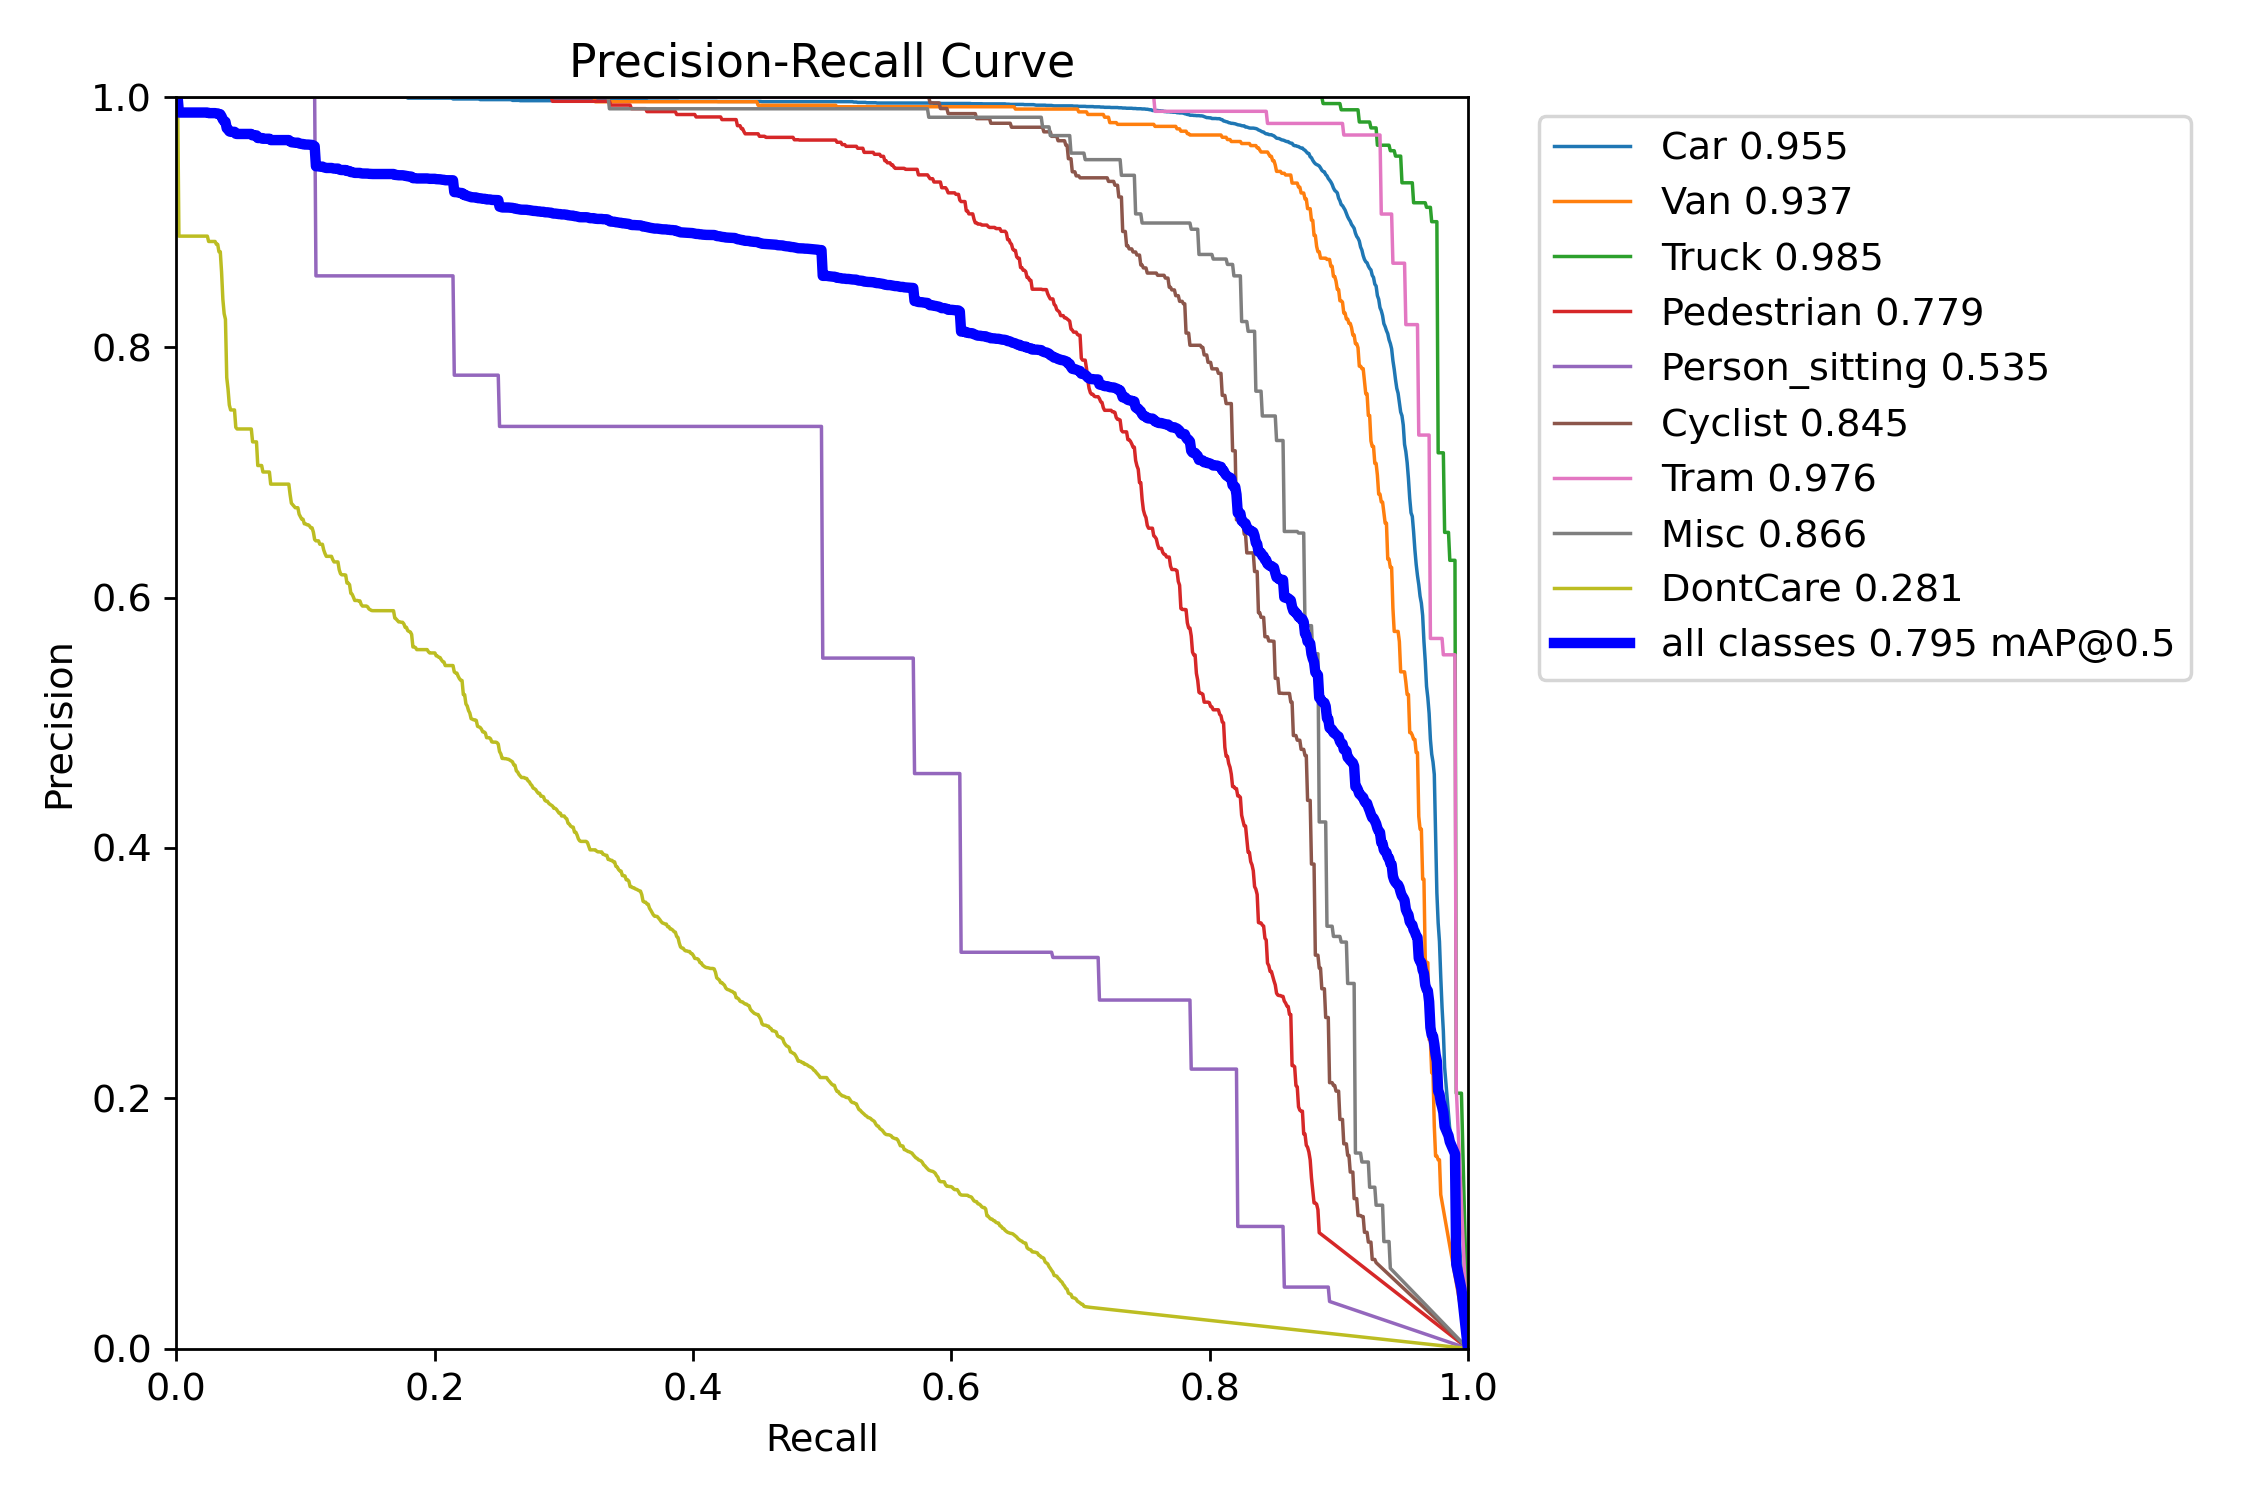 Precision-Recall Curve
1.0
0.8
0.6
0.4
0.2
0.0
Precision
0.0 0.2 0.4 0.6 0.8 1.0
Recall
Car 0.955
Van 0.937
Truck 0.985
Pedestrian 0.779
Person_sitting 0.535
Cyclist 0.845
Tram 0.976
Misc 0.866
DontCare 0.281
all classes 0.795 mAP@0.5